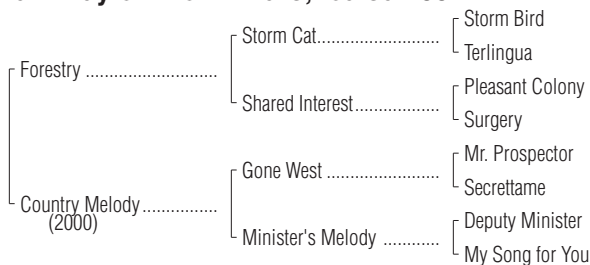 Storm Bird
Storm Cat....................
Terlingua
Forestry ...........................
Pleasant Colony
Shared Interest..................
Surgery
Mr. Prospector
Gone West ........................
Secrettame
Country Melody................
(2000)
Deputy Minister
Minister's Melody ............
My Song for You